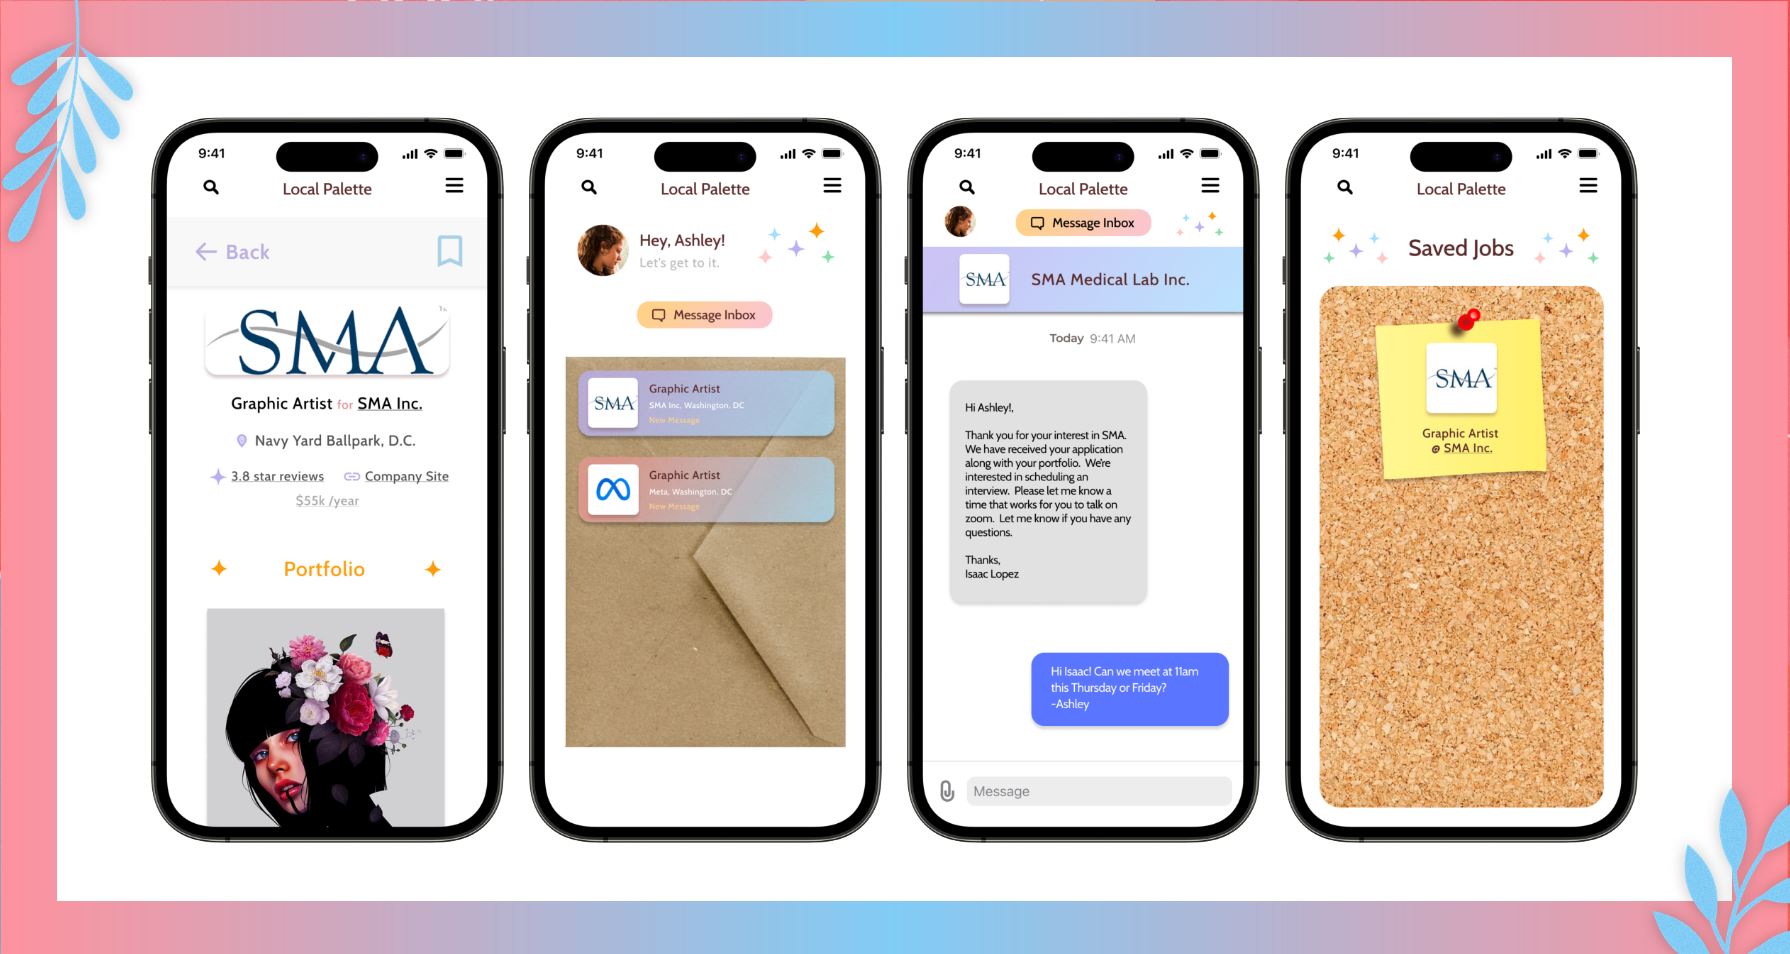 9:41
Local Palette
Back
SMA
Graphic Artist for SMA Inc.
Navy Yard Ballpark, D.C.
3.8 star reviews Company Site
$55k /year
Portfolio
9:41
Local Palette
Hey, Ashley!
Let's get to it.
Message Inbox
SMA
Graphic Artist
SMA Inc, Washington, DC
New Message
Graphic Artist
Meta, Washington, DC
New Message
9:41
Local Palette
Message Inbox
SMA
SMA Medical Lab Inc.
Today 9:41 AM
Hi Ashley!,
Thank you for your interest in SMA.
We have received your application
along with your portfolio. We're
interested in scheduling an
interview. Please let me know a
time that works for you to talk on
zoom. Let me know if you have any
questions.
Thanks,
Isaac Lopez
Hi Isaac! Can we meet at 11am
this Thursday or Friday?
-Ashley
Message
9:41
Local Palette
Saved Jobs
SMA
Graphic Artist
@ SMA Inc.